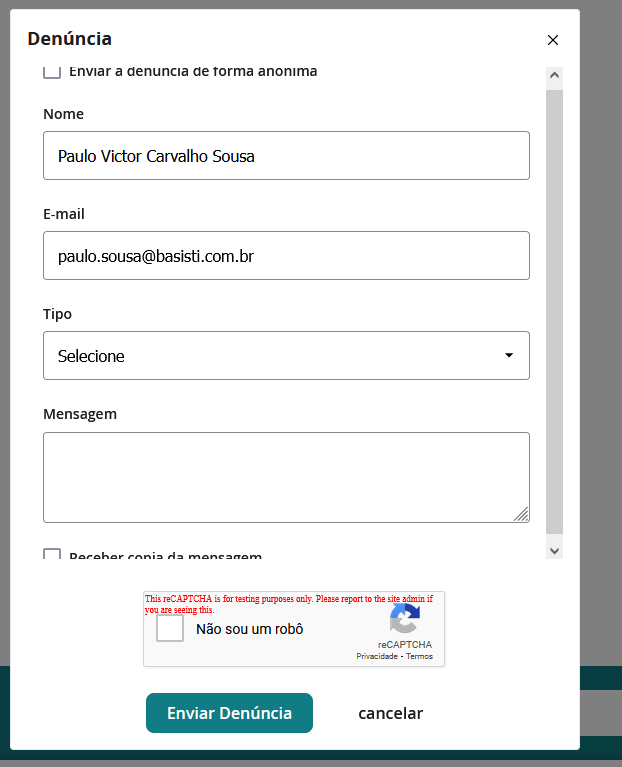 Denúncia
Enviar a denúncia de forma anônima
Nome
Paulo Victor Carvalho Sousa
E-mail
paulo.sousa@basisti.com.br
Tipo
Selecione
Mensagem
Receber copia da mensagem
This reCAPTCHA is for testing purposes only. Please report to the site admin if
you are seeing this.
Não sou um robô
reCAPTCHA
Privacidade - Termos
Enviar Denúncia
cancelar